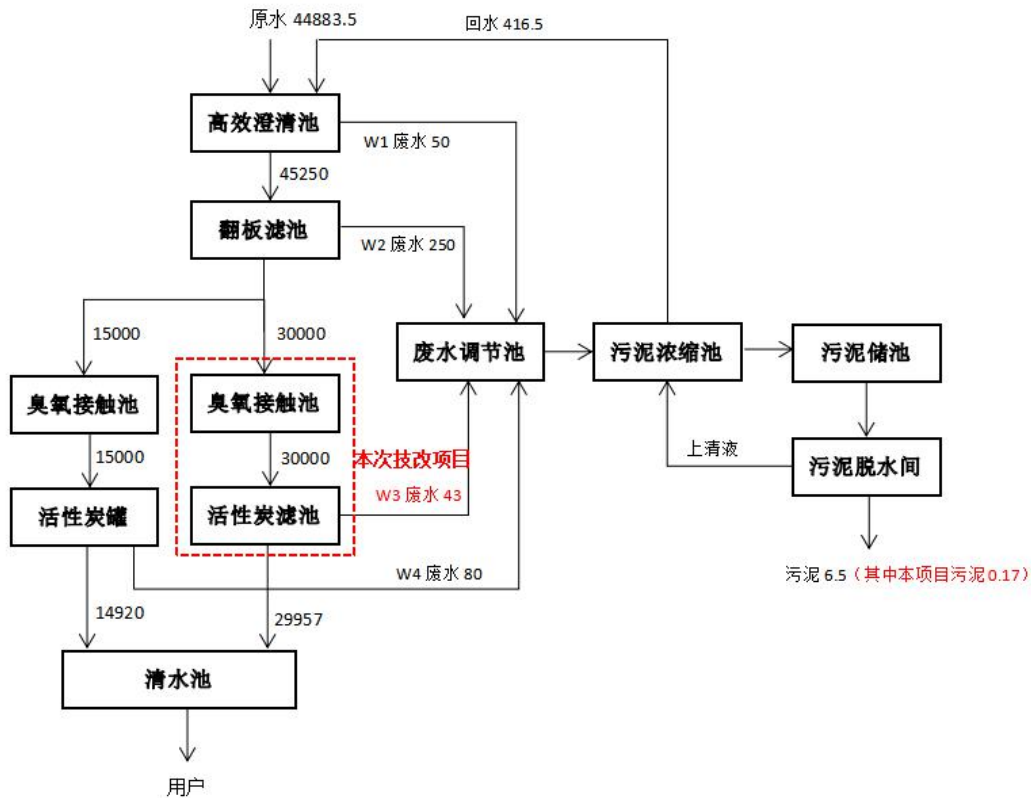 原水 44883.5
回水 416.5
高效澄清池
W1 废水 50
45250
翻板滤池
W2 废水 250
15000
30000
废水调节池
污泥浓缩池
污泥储池
臭氧接触池
臭氧接触池
15000
30000
本次技改项目
上清液
污泥脱水间
W3 废水 43
活性炭罐
活性炭滤池
W4 废水 80
污泥 6.5（其中本项目污泥 0.17）
14920
29957
清水池
用户